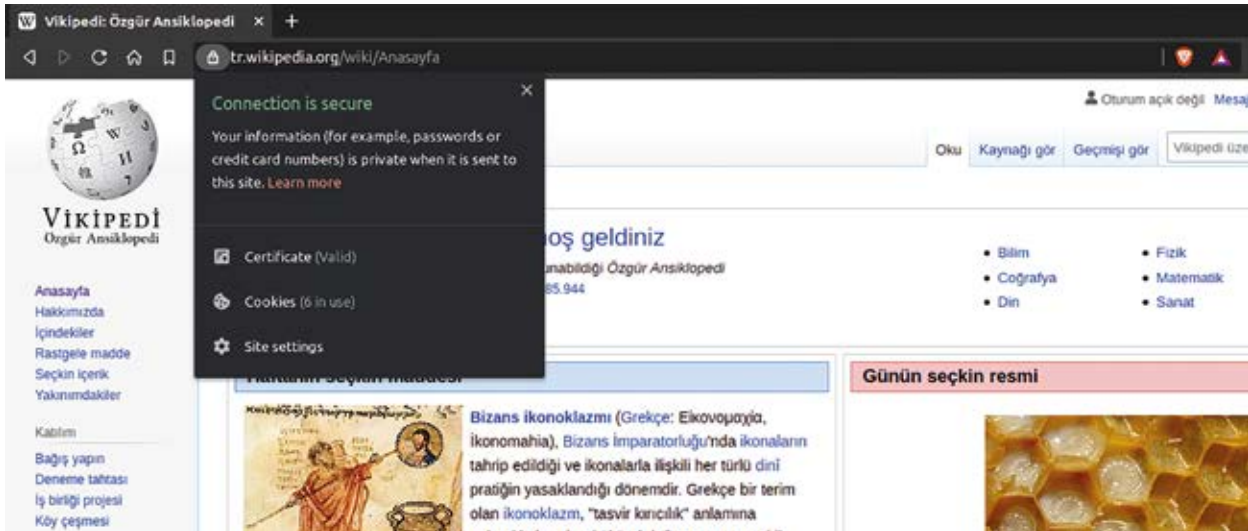 Vikipedi: Özgür Ansiklopedi
tr.wikipedia.org/wiki/Anasayfa
Connection is secure
Your information (for example, passwords or
credit card numbers) is private when it is sent to
this site. Learn more
Certificate (Valid)
Cookies (6 in use)
Site settings
VİKİPEDİ
Özgür Ansiklopedi
Anasayfa
Hakkımızda
İçindekiler
Rastgele madde
Seçkin içerik
Yakınımdakiler
Katılım
Bağış yapın
Deneme tahtası
İş birliği projesi
Köy çeşmesi
Oturum açık değil Mesaj
Oku Kaynağı gör Geçmişi gör Vikipedi üze
oş geldiniz
unabildiği Özgür Ansiklopedi
85.944
Bilim
Coğrafya
Din
Fizik
Matematik
Sanat
Haftanın seçkin maddesi
Bizans ikonoklazmı (Grekçe: Εικονομαχία,
İkonomahia), Bizans İmparatorluğu'nda ikonaların
tahrip edildiği ve ikonalarla ilişkili her türlü dinî
pratiğin yasaklandığı dönemdir. Grekçe bir terim
olan ikonoklazm, "tasvir kırıcılık" anlamına
Günün seçkin resmi